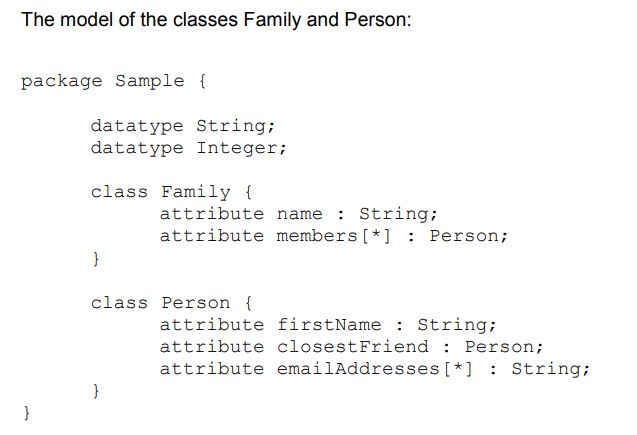 The model of the classes Family and Person:
package Sample {
datatype String;
datatype Integer;
class Family {
attribute name : String;
attribute members[*] : Person;
}
class Person {
attribute firstName : String;
attribute closestFriend : Person;
attribute emailAddresses[*] : String;
}
}